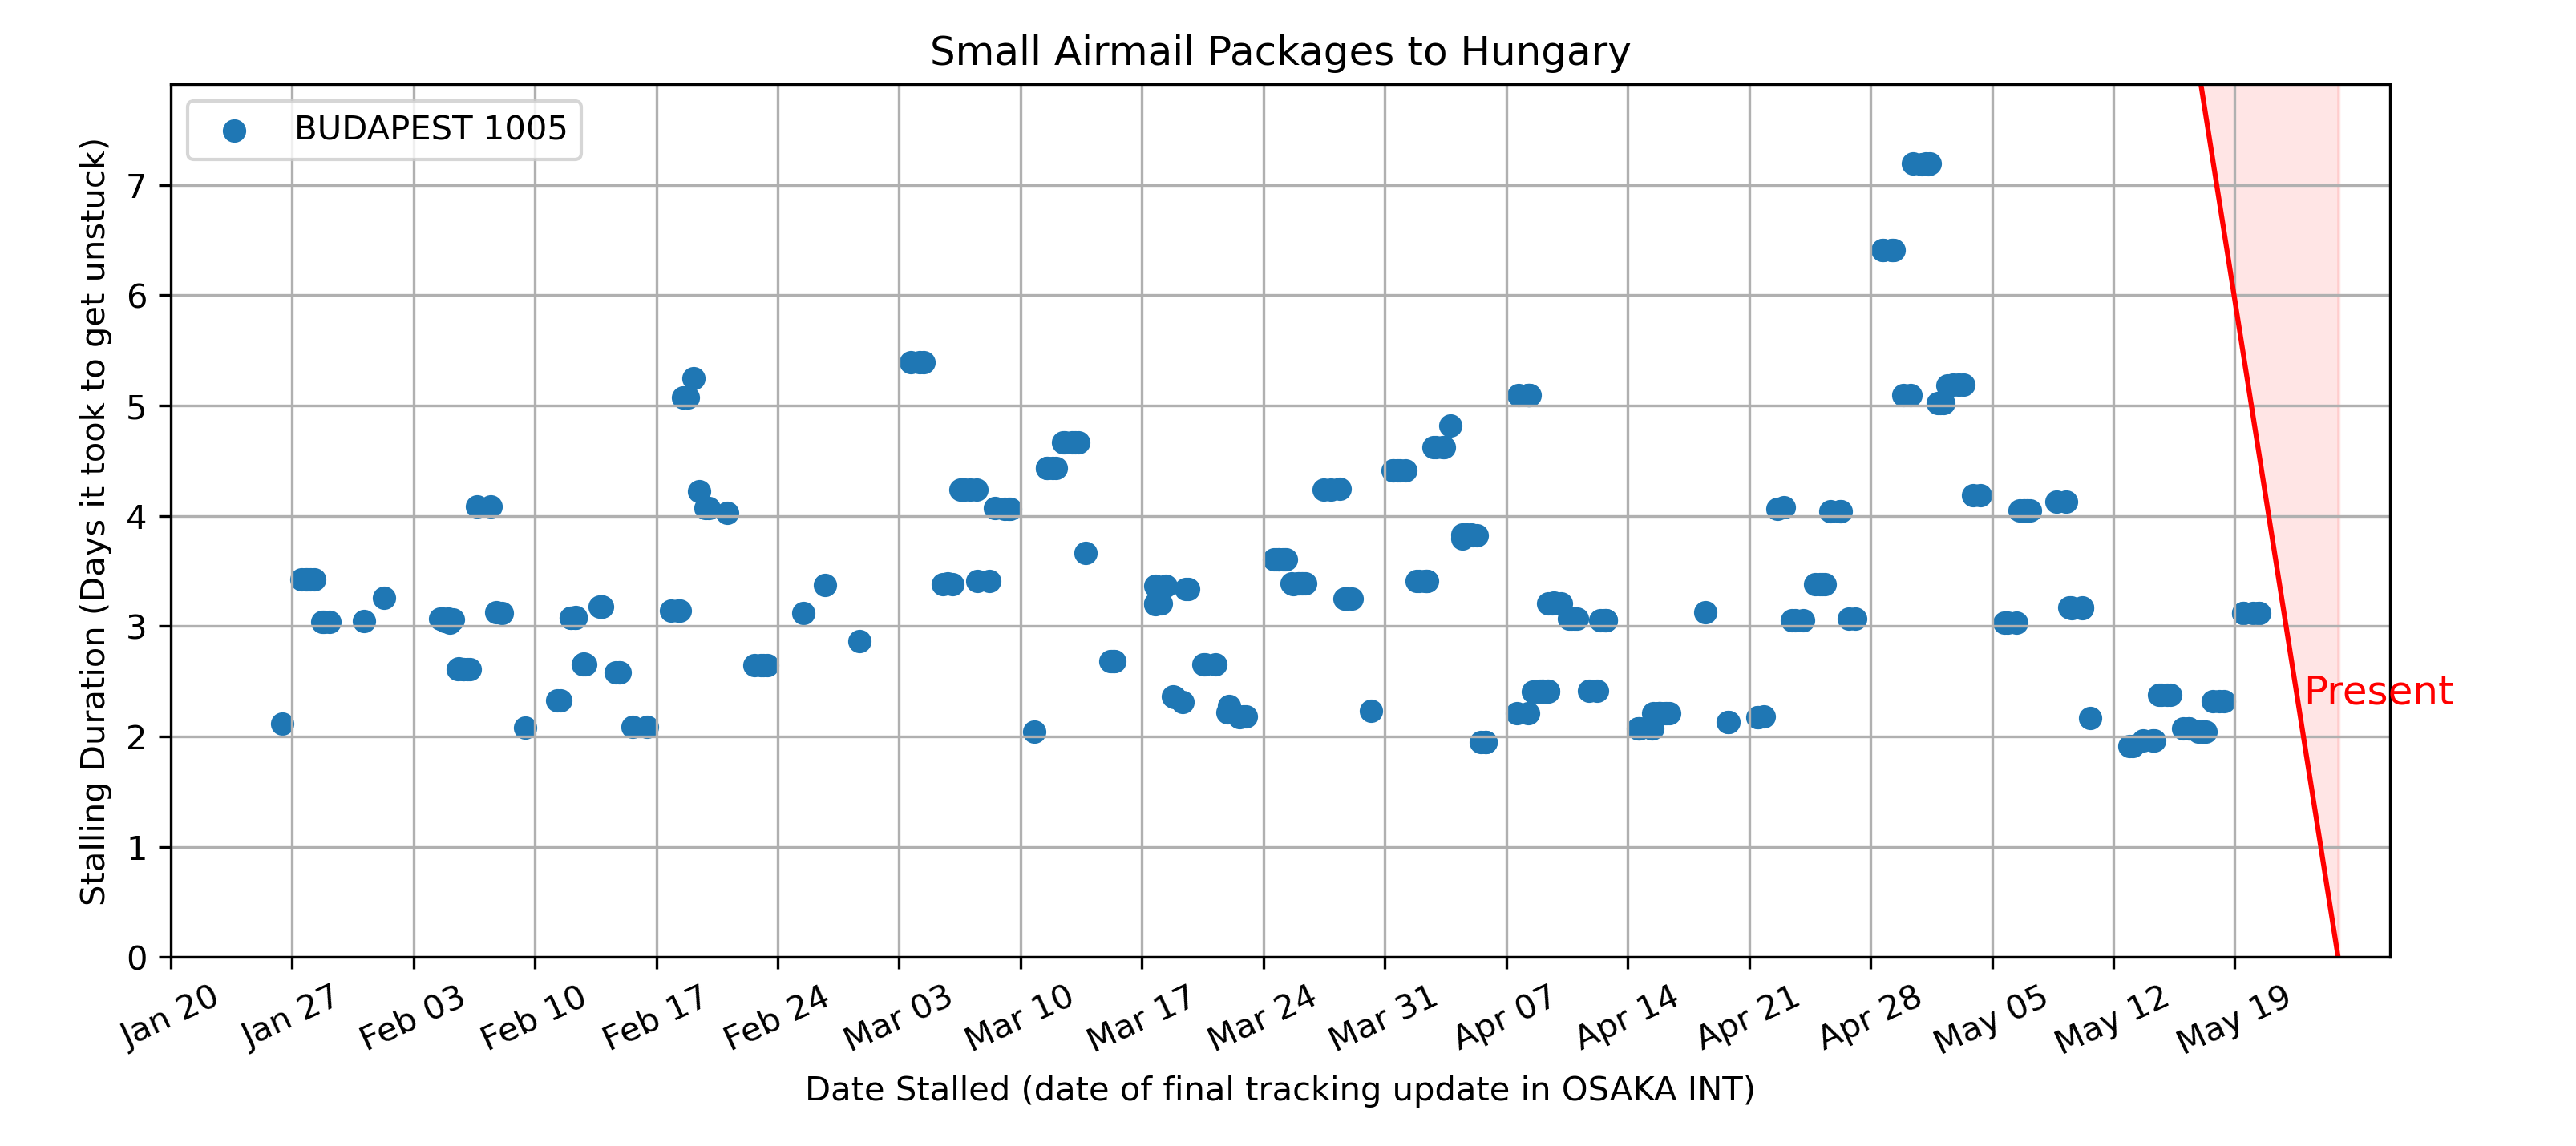 Small Airmail Packages to Hungary
BUDAPEST 1005
Stalling Duration (Days it took to get unstuck)
7
6
5
4
3
2
1
0
Present
Jan 20
Jan 27
Feb 03
Feb 10
Feb 17
Feb 24
Mar 03
Mar 10
Mar 17
Mar 24
Mar 31
Apr 07
Apr 14
Apr 21
Apr 28
May 05
May 12
May 19
Date Stalled (date of final tracking update in OSAKA INT)